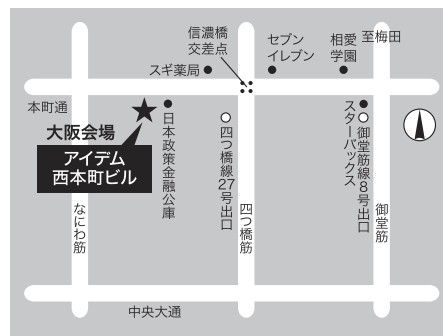 信濃橋
交差点
セブン
イレブン
相愛
学園
至梅田
スギ薬局
本町通
大阪会場
アイデム
西本町ビル
日本政策金融公庫
四つ橋線27号出口
スターバックス
御堂筋線8号出口
なにわ筋
四つ橋筋
御堂筋
中央大通